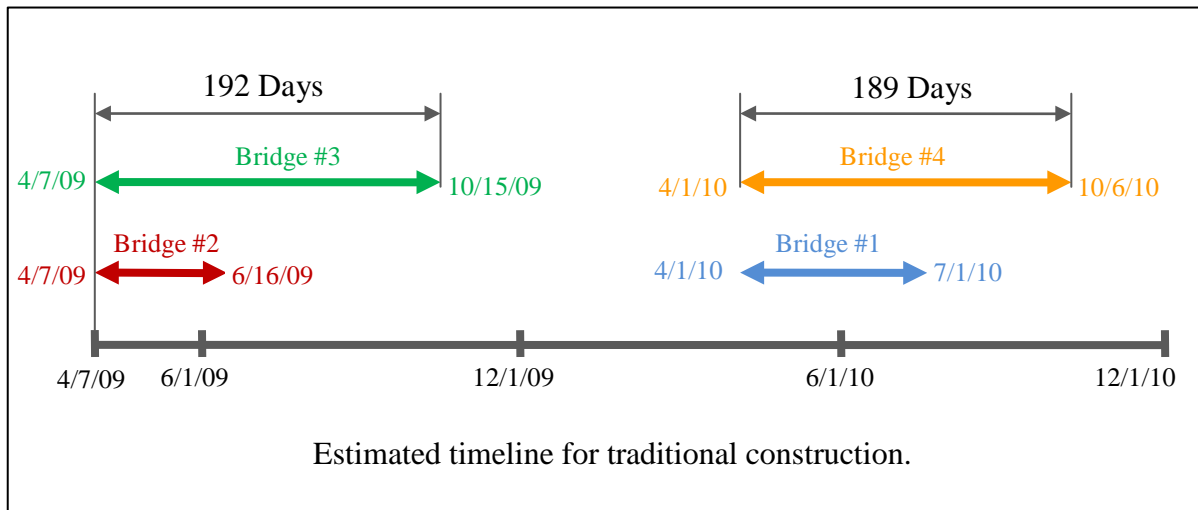 192 Days
189 Days
Bridge #3
Bridge #4
4/7/09
10/15/09
4/1/10
10/6/10
Bridge #2
Bridge #1
4/7/09
6/16/09
4/1/10
7/1/10
4/7/09
6/1/09
12/1/09
6/1/10
12/1/10
Estimated timeline for traditional construction.